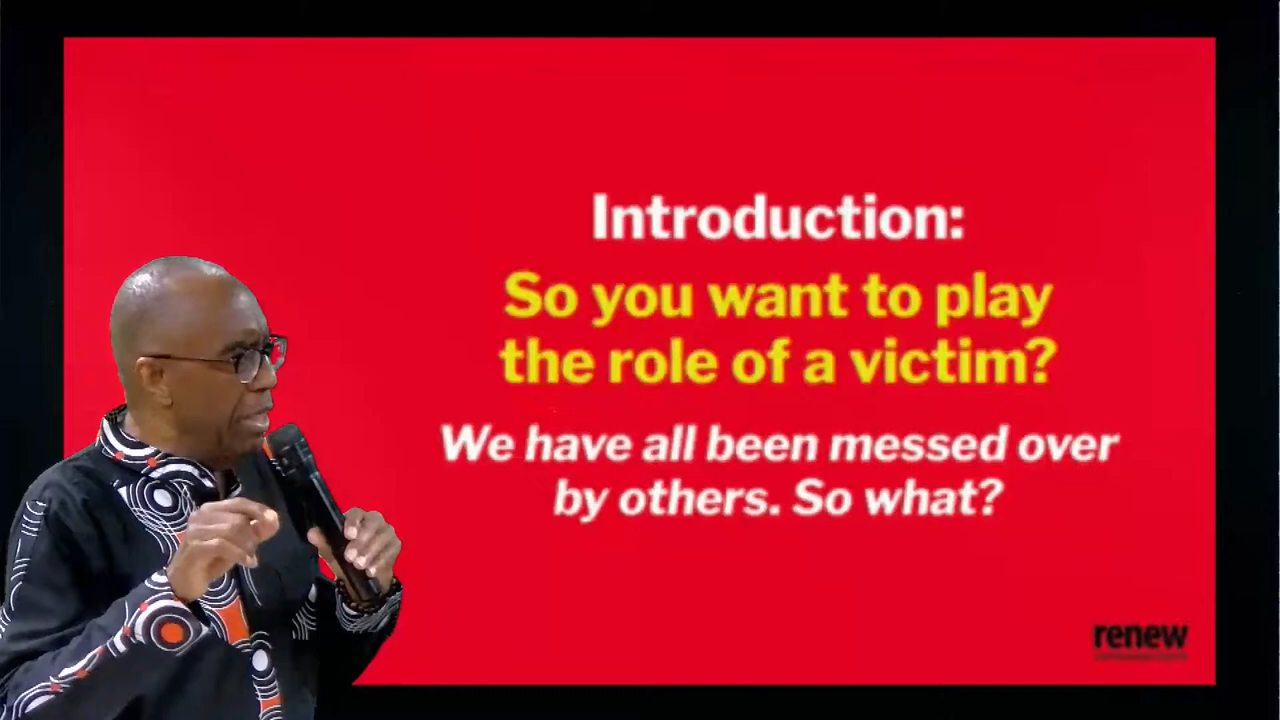 Introduction:
So you want to play
the role of a victim?
We have all been messed over
by others. So what?
renew